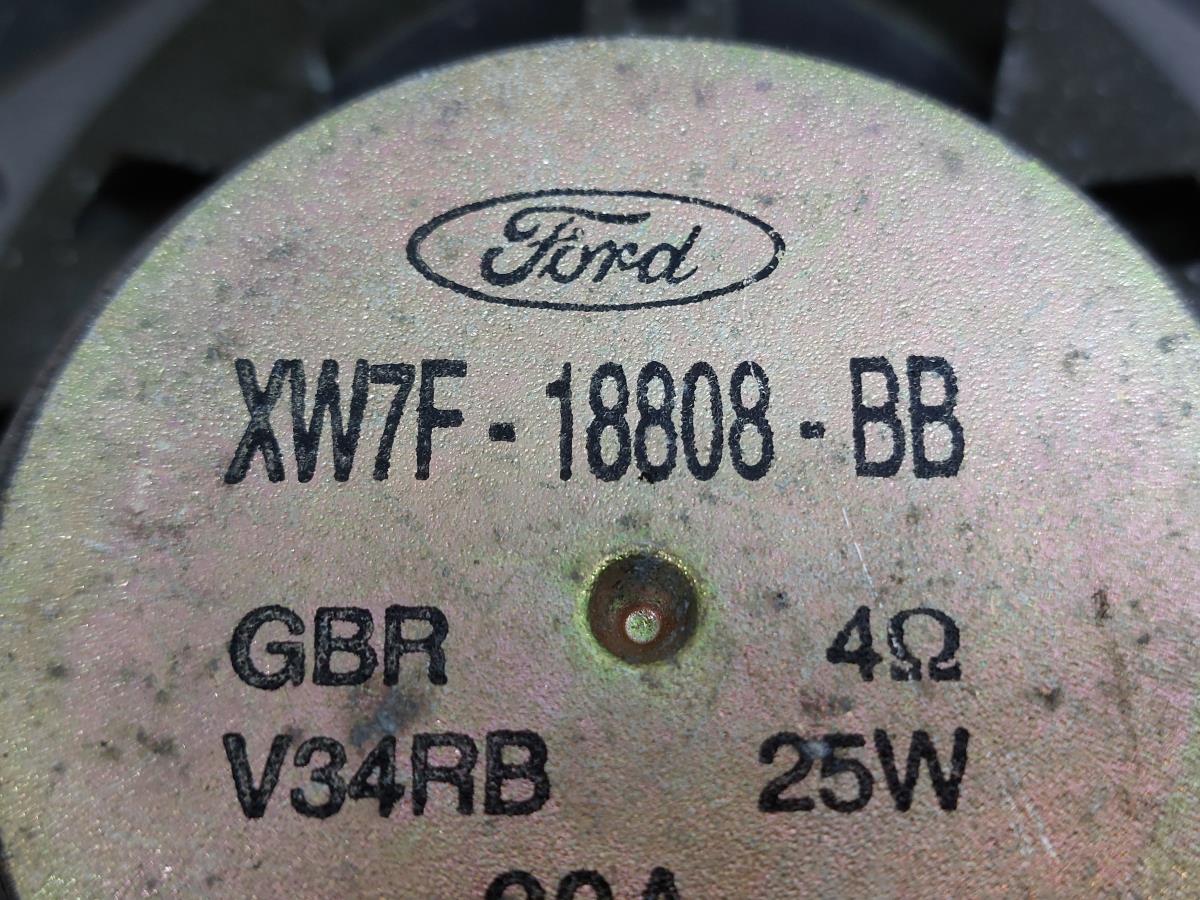 Ford
XW7F-18808-BB
GBR 4Ω
V34RB 25W